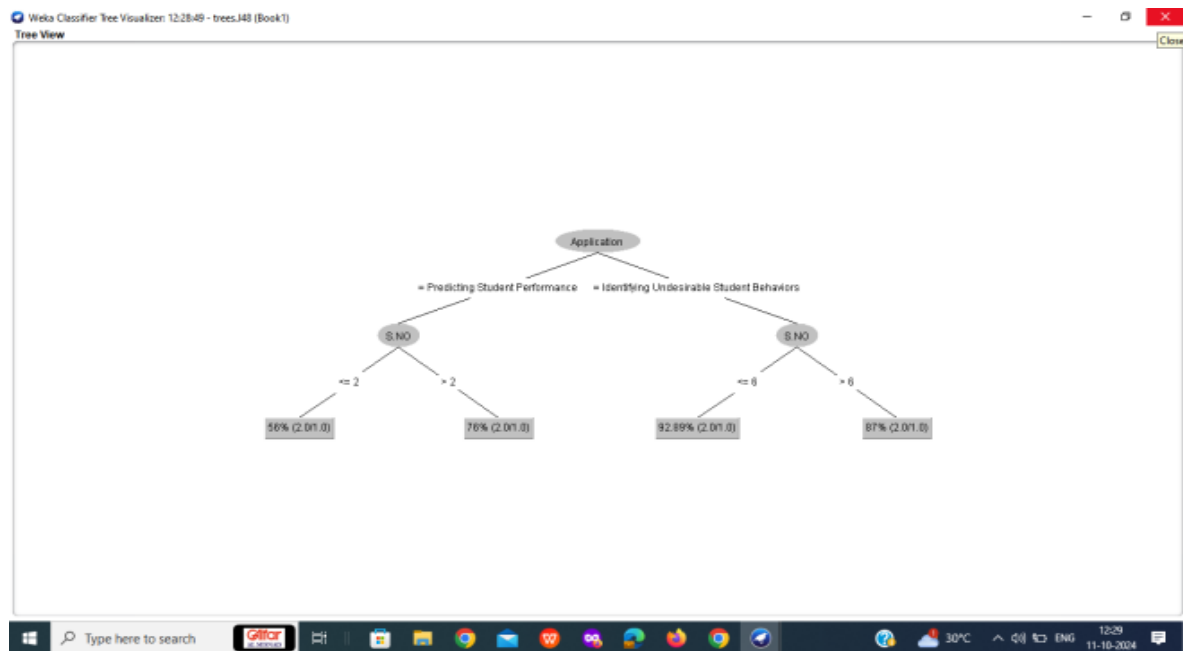 Weka Classifier Tree Visualizer: 12:28:49 - trees.J48 (Book1)
Tree View
Close
Application
= Predicting Student Performance = Identifying Undesirable Student Behaviors
S.NO S.NO
<= 2 > 2 <= 6 > 6
56% (2.0/1.0) 76% (2.0/1.0) 92.89% (2.0/1.0) 87% (2.0/1.0)
Type here to search
30°C
ENG
12:29
11-10-2024